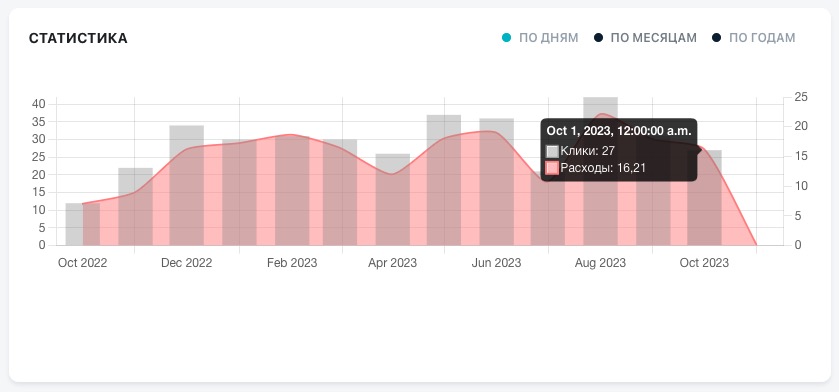 СТАТИСТИКА
ПО ДНЯМ ПО МЕСЯЦАМ ПО ГОДАМ
40
35
30
25
20
15
10
5
0
25
20
15
10
5
0
Oct 1, 2023, 12:00:00 a.m.
Клики: 27
Расходы: 16,21
Oct 2022 Dec 2022 Feb 2023 Apr 2023 Jun 2023 Aug 2023 Oct 2023